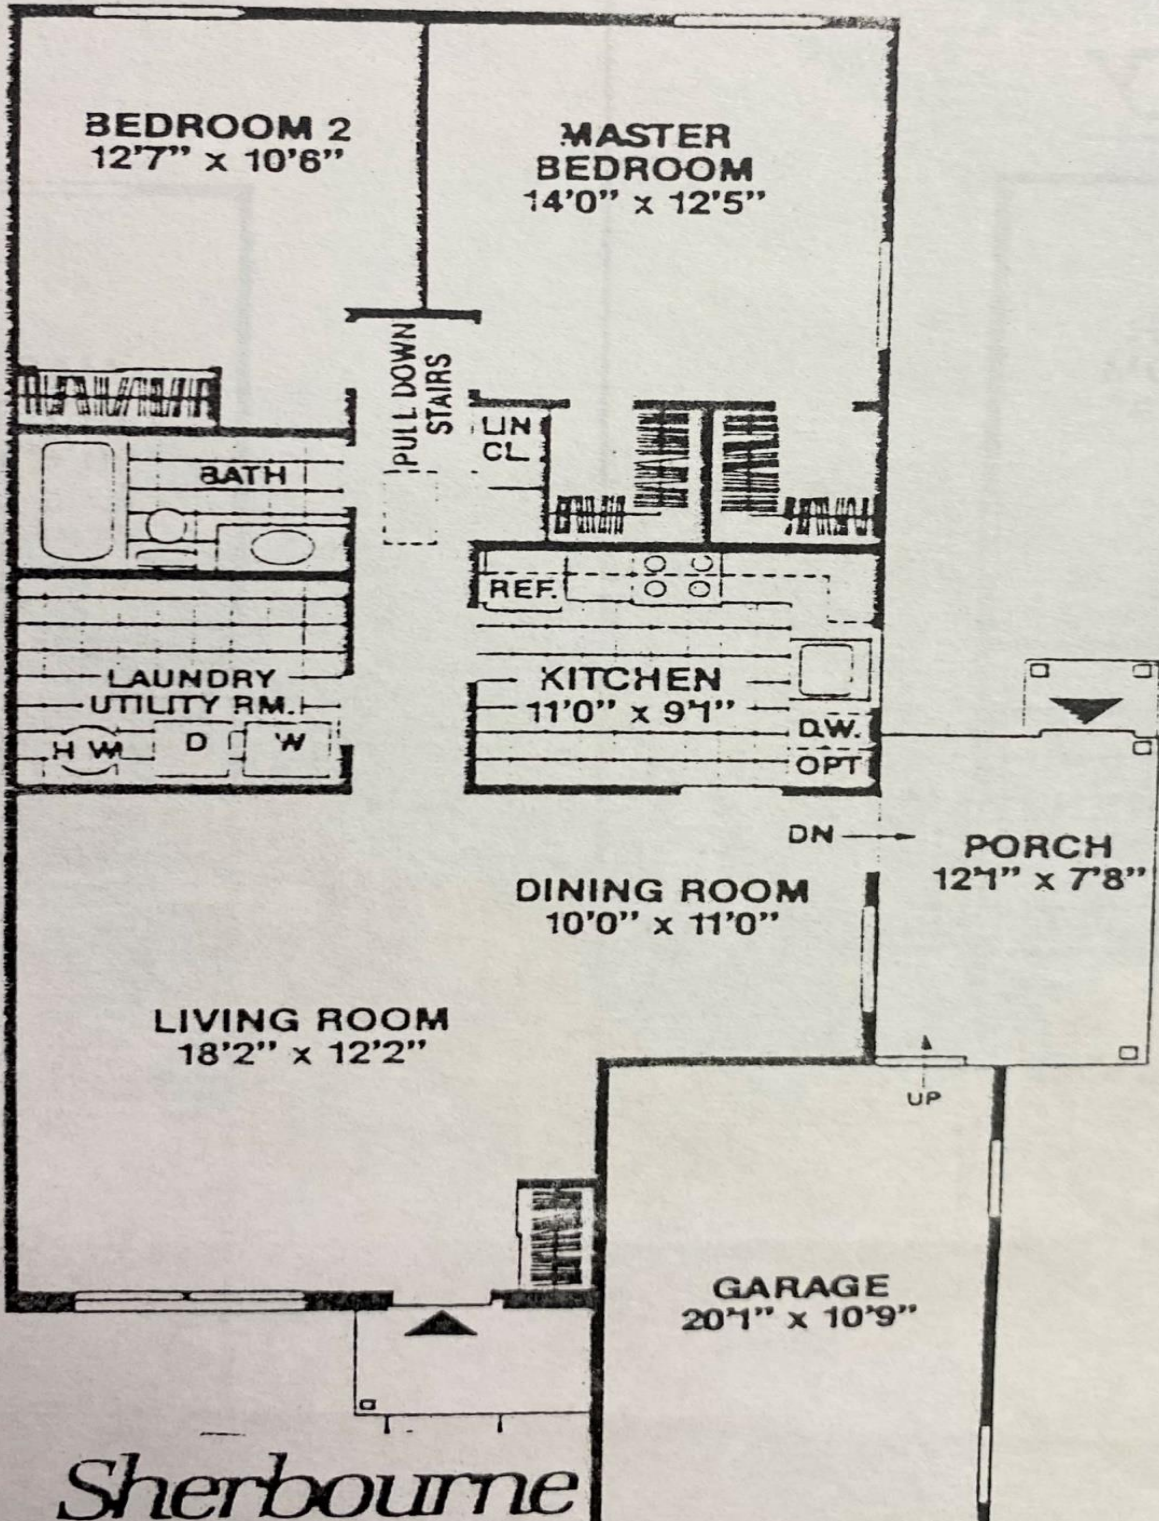 BEDROOM 2
12'7" x 10'6"
MASTER
BEDROOM
14'0" x 12'5"
PULL DOWN
STAIRS
LIN
CL
BATH
REF.
LAUNDRY
UTILITY RM.
H W
D
W
KITCHEN
11'0" x 9'1"
D.W.
OPT
DN
PORCH
12'1" x 7'8"
DINING ROOM
10'0" x 11'0"
LIVING ROOM
18'2" x 12'2"
UP
GARAGE
20'1" x 10'9"
Sherbourne